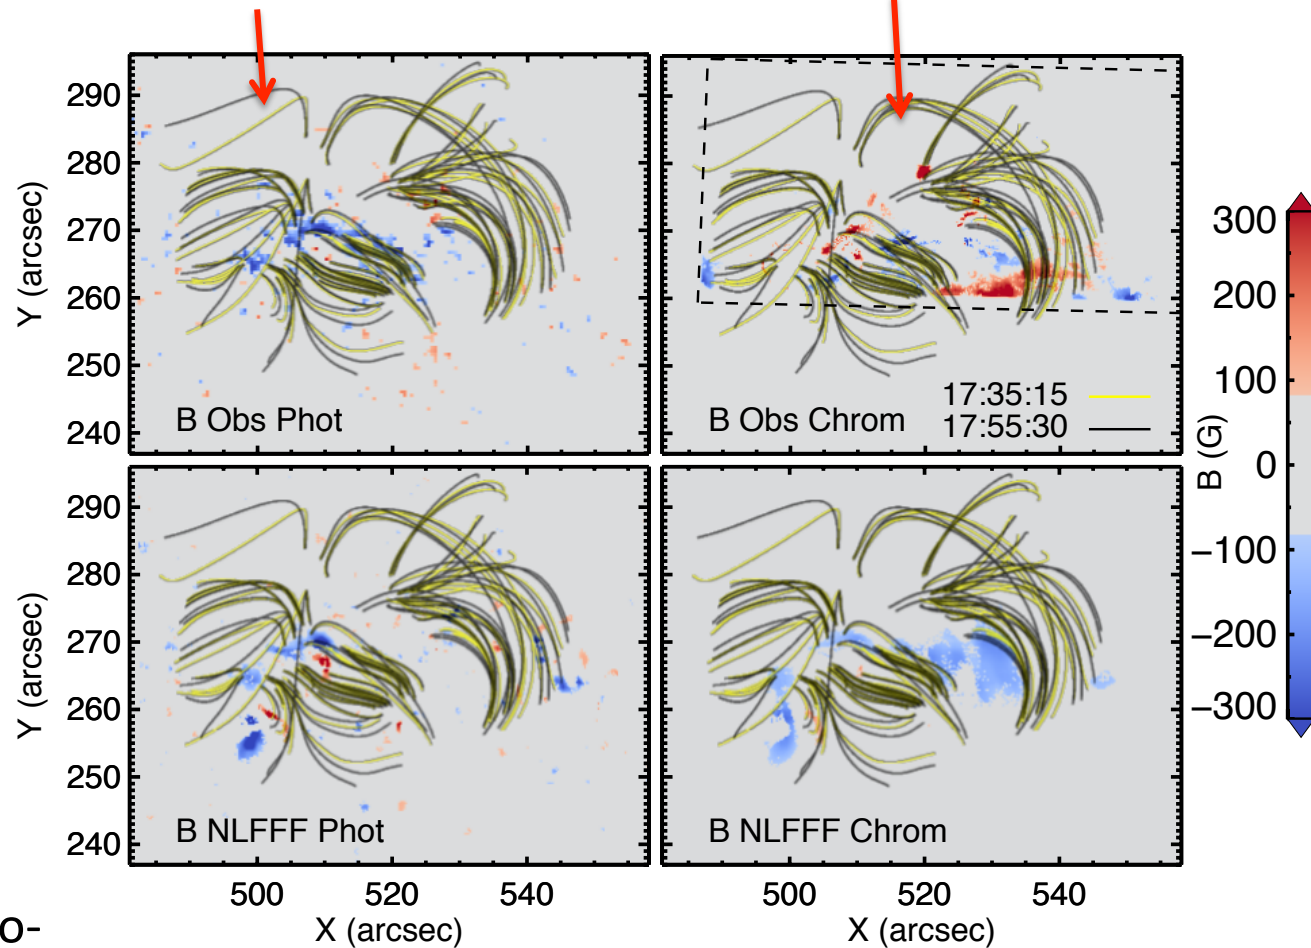 290
280
270
260
250
240
Y (arcsec)
B Obs Phot
B Obs Chrom
17:35:15
17:55:30
300
200
100
0
−100
−200
−300
B (G)
290
280
270
260
250
240
Y (arcsec)
B NLFFF Phot
B NLFFF Chrom
500 520 540
500 520 540
X (arcsec)
X (arcsec)
o-